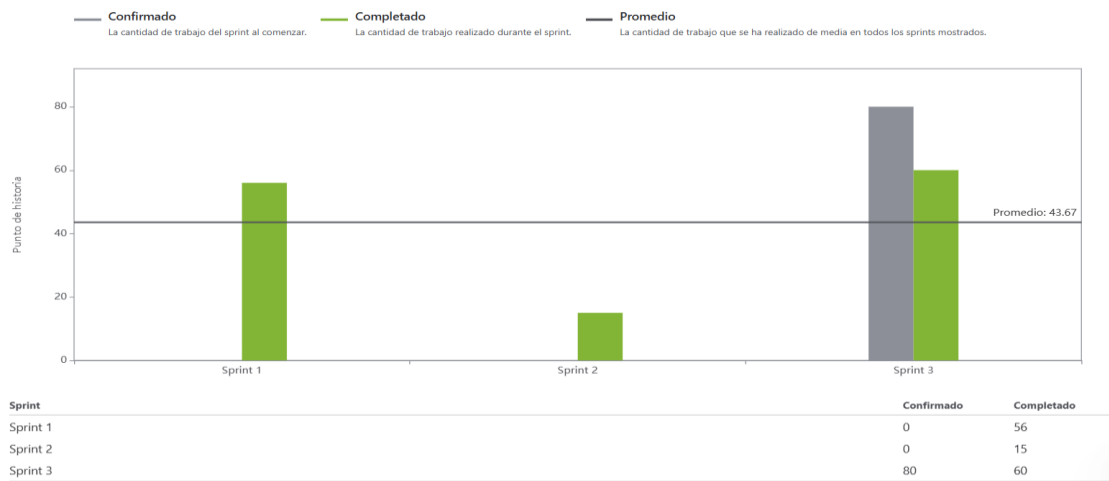 Confirmado Completado Promedio
La cantidad de trabajo del sprint al comenzar. La cantidad de trabajo realizado durante el sprint. La cantidad de trabajo que se ha realizado de media en todos los sprints mostrados.
80
60
Promedio: 43.67
40
20
0
Punto de historia
Sprint 1 Sprint 2 Sprint 3
Sprint Confirmado Completado
Sprint 1 0 56
Sprint 2 0 15
Sprint 3 80 60